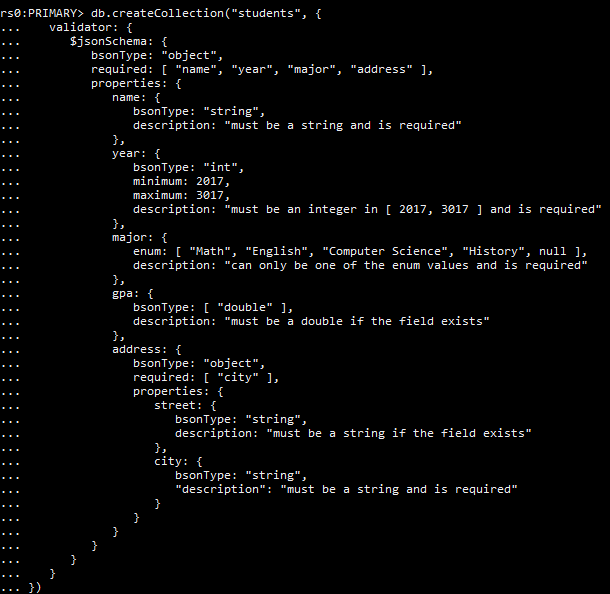 rs0:PRIMARY> db.createCollection("students", {
...    validator: {
...       $jsonSchema: {
...          bsonType: "object",
...          required: [ "name", "year", "major", "address" ],
...          properties: {
...             name: {
...                bsonType: "string",
...                description: "must be a string and is required"
...             },
...             year: {
...                bsonType: "int",
...                minimum: 2017,
...                maximum: 3017,
...                description: "must be an integer in [ 2017, 3017 ] and is required"
...             },
...             major: {
...                enum: [ "Math", "English", "Computer Science", "History", null ],
...                description: "can only be one of the enum values and is required"
...             },
...             gpa: {
...                bsonType: [ "double" ],
...                description: "must be a double if the field exists"
...             },
...             address: {
...                bsonType: "object",
...                required: [ "city" ],
...                properties: {
...                   street: {
...                      bsonType: "string",
...                      description: "must be a string if the field exists"
...                   },
...                   city: {
...                      bsonType: "string",
...                      "description": "must be a string and is required"
...                   }
...                }
...             }
...          }
...       }
...    }
... })